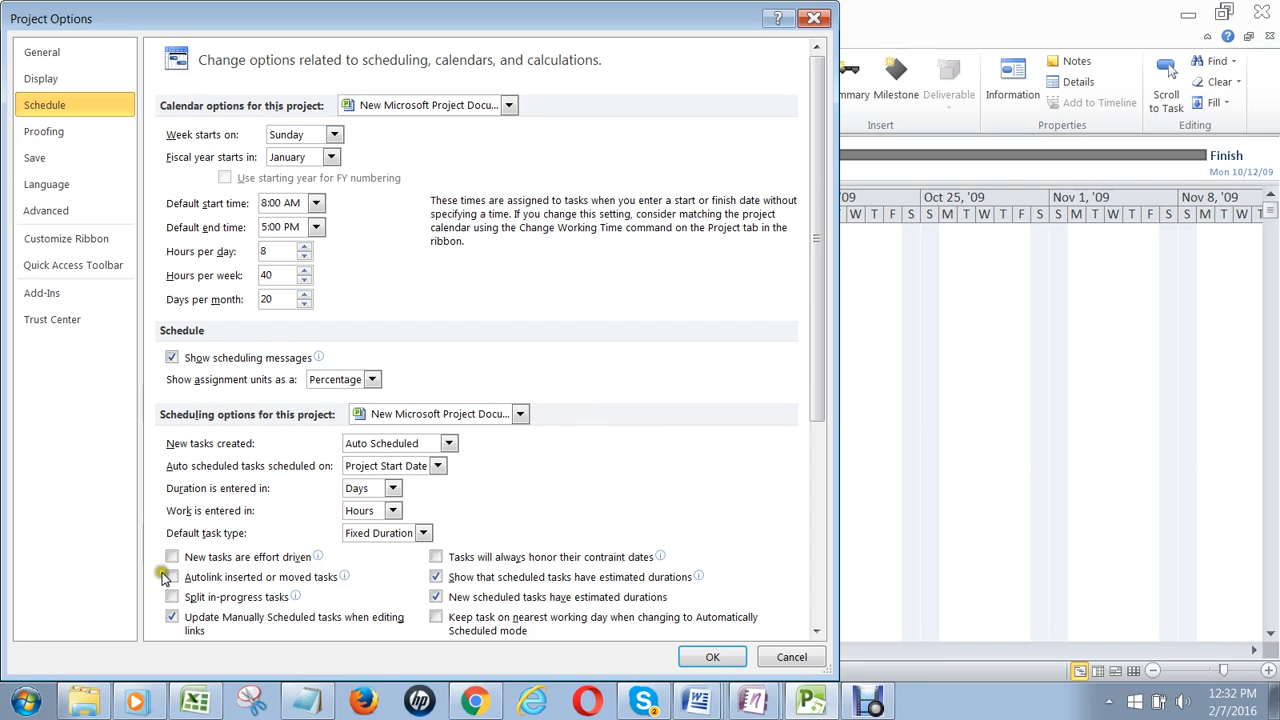 Project Options
General
Display
Schedule
Proofing
Save
Language
Advanced
Customize Ribbon
Quick Access Toolbar
Add-Ins
Trust Center
Change options related to scheduling, calendars, and calculations.
Calendar options for this project: New Microsoft Project Docu...
Week starts on: Sunday
Fiscal year starts in: January
Use starting year for FY numbering
Default start time: 8:00 AM
Default end time: 5:00 PM
Hours per day: 8
Hours per week: 40
Days per month: 20
These times are assigned to tasks when you enter a start or finish date without
specifying a time. If you change this setting, consider matching the project
calendar using the Change Working Time command on the Project tab in the
ribbon.
Schedule
Show scheduling messages
Show assignment units as a: Percentage
Scheduling options for this project: New Microsoft Project Docu...
New tasks created: Auto Scheduled
Auto scheduled tasks scheduled on: Project Start Date
Duration is entered in: Days
Work is entered in: Hours
Default task type: Fixed Duration
New tasks are effort driven
Autolink inserted or moved tasks
Split in-progress tasks
Update Manually Scheduled tasks when editing
links
Tasks will always honor their contraint dates
Show that scheduled tasks have estimated durations
New scheduled tasks have estimated durations
Keep task on nearest working day when changing to Automatically
Scheduled mode
OK Cancel
Milestone
Deliverable
Insert
Information
Notes
Details
Add to Timeline
Properties
Scroll
to Task
Find
Clear
Fill
Editing
Finish
Mon 10/12/09
'09 Oct 25, '09 Nov 1, '09 Nov 8, '09
W T F S S M T W T F S S M T W T F S S M T W T
12:32 PM
2/7/2016